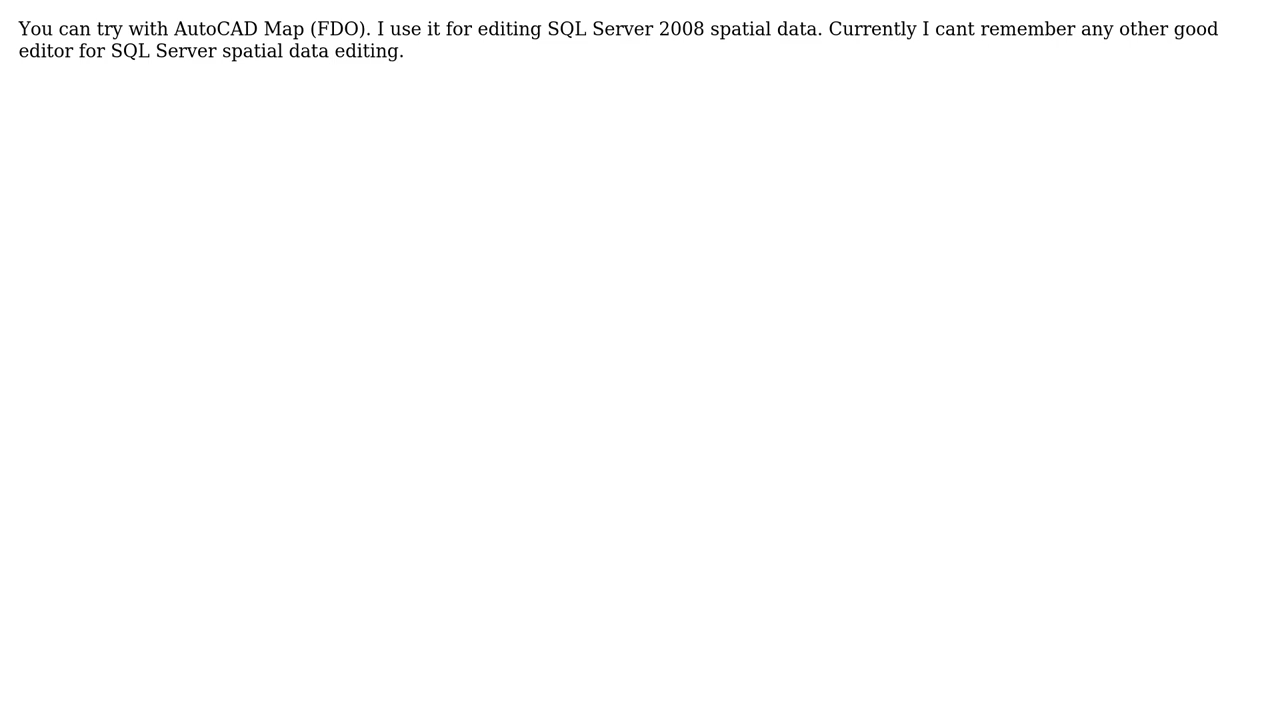 You can try with AutoCAD Map (FDO). I use it for editing SQL Server 2008 spatial data. Currently I cant remember any other good
editor for SQL Server spatial data editing.